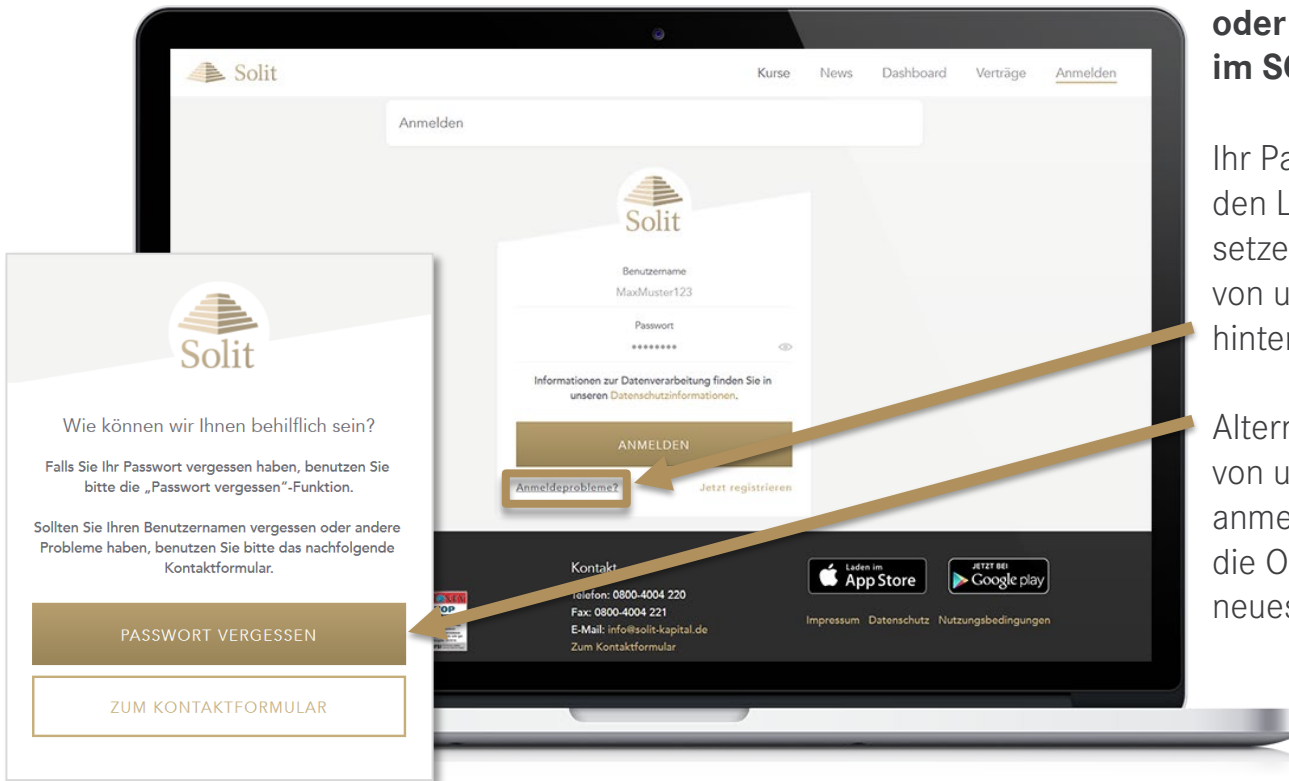 Solit
Kurse News Dashboard Verträge Anmelden
Anmelden
Solit
Benutzername
MaxMuster123
Passwort
••••••••
Informationen zur Datenverarbeitung finden Sie in
unseren Datenschutzinformationen.
ANMELDEN
Anmeldeprobleme? Jetzt registrieren
Kontakt
Telefon: 0800-4004 220
Fax: 0800-4004 221
E-Mail: info@solit-kapital.de
Zum Kontaktformular
Laden im
App Store
JETZT BEI
Google play
Impressum Datenschutz Nutzungsbedingungen
Solit
Wie können wir Ihnen behilflich sein?
Falls Sie Ihr Passwort vergessen haben, benutzen Sie
bitte die „Passwort vergessen“-Funktion.
Sollten Sie Ihren Benutzernamen vergessen oder andere
Probleme haben, benutzen Sie bitte das nachfolgende
Kontaktformular.
PASSWORT VERGESSEN
ZUM KONTAKTFORMULAR
oder
im SO
Ihr Pa
den L
setze
von u
hinter
Altern
von u
anme
die O
neues